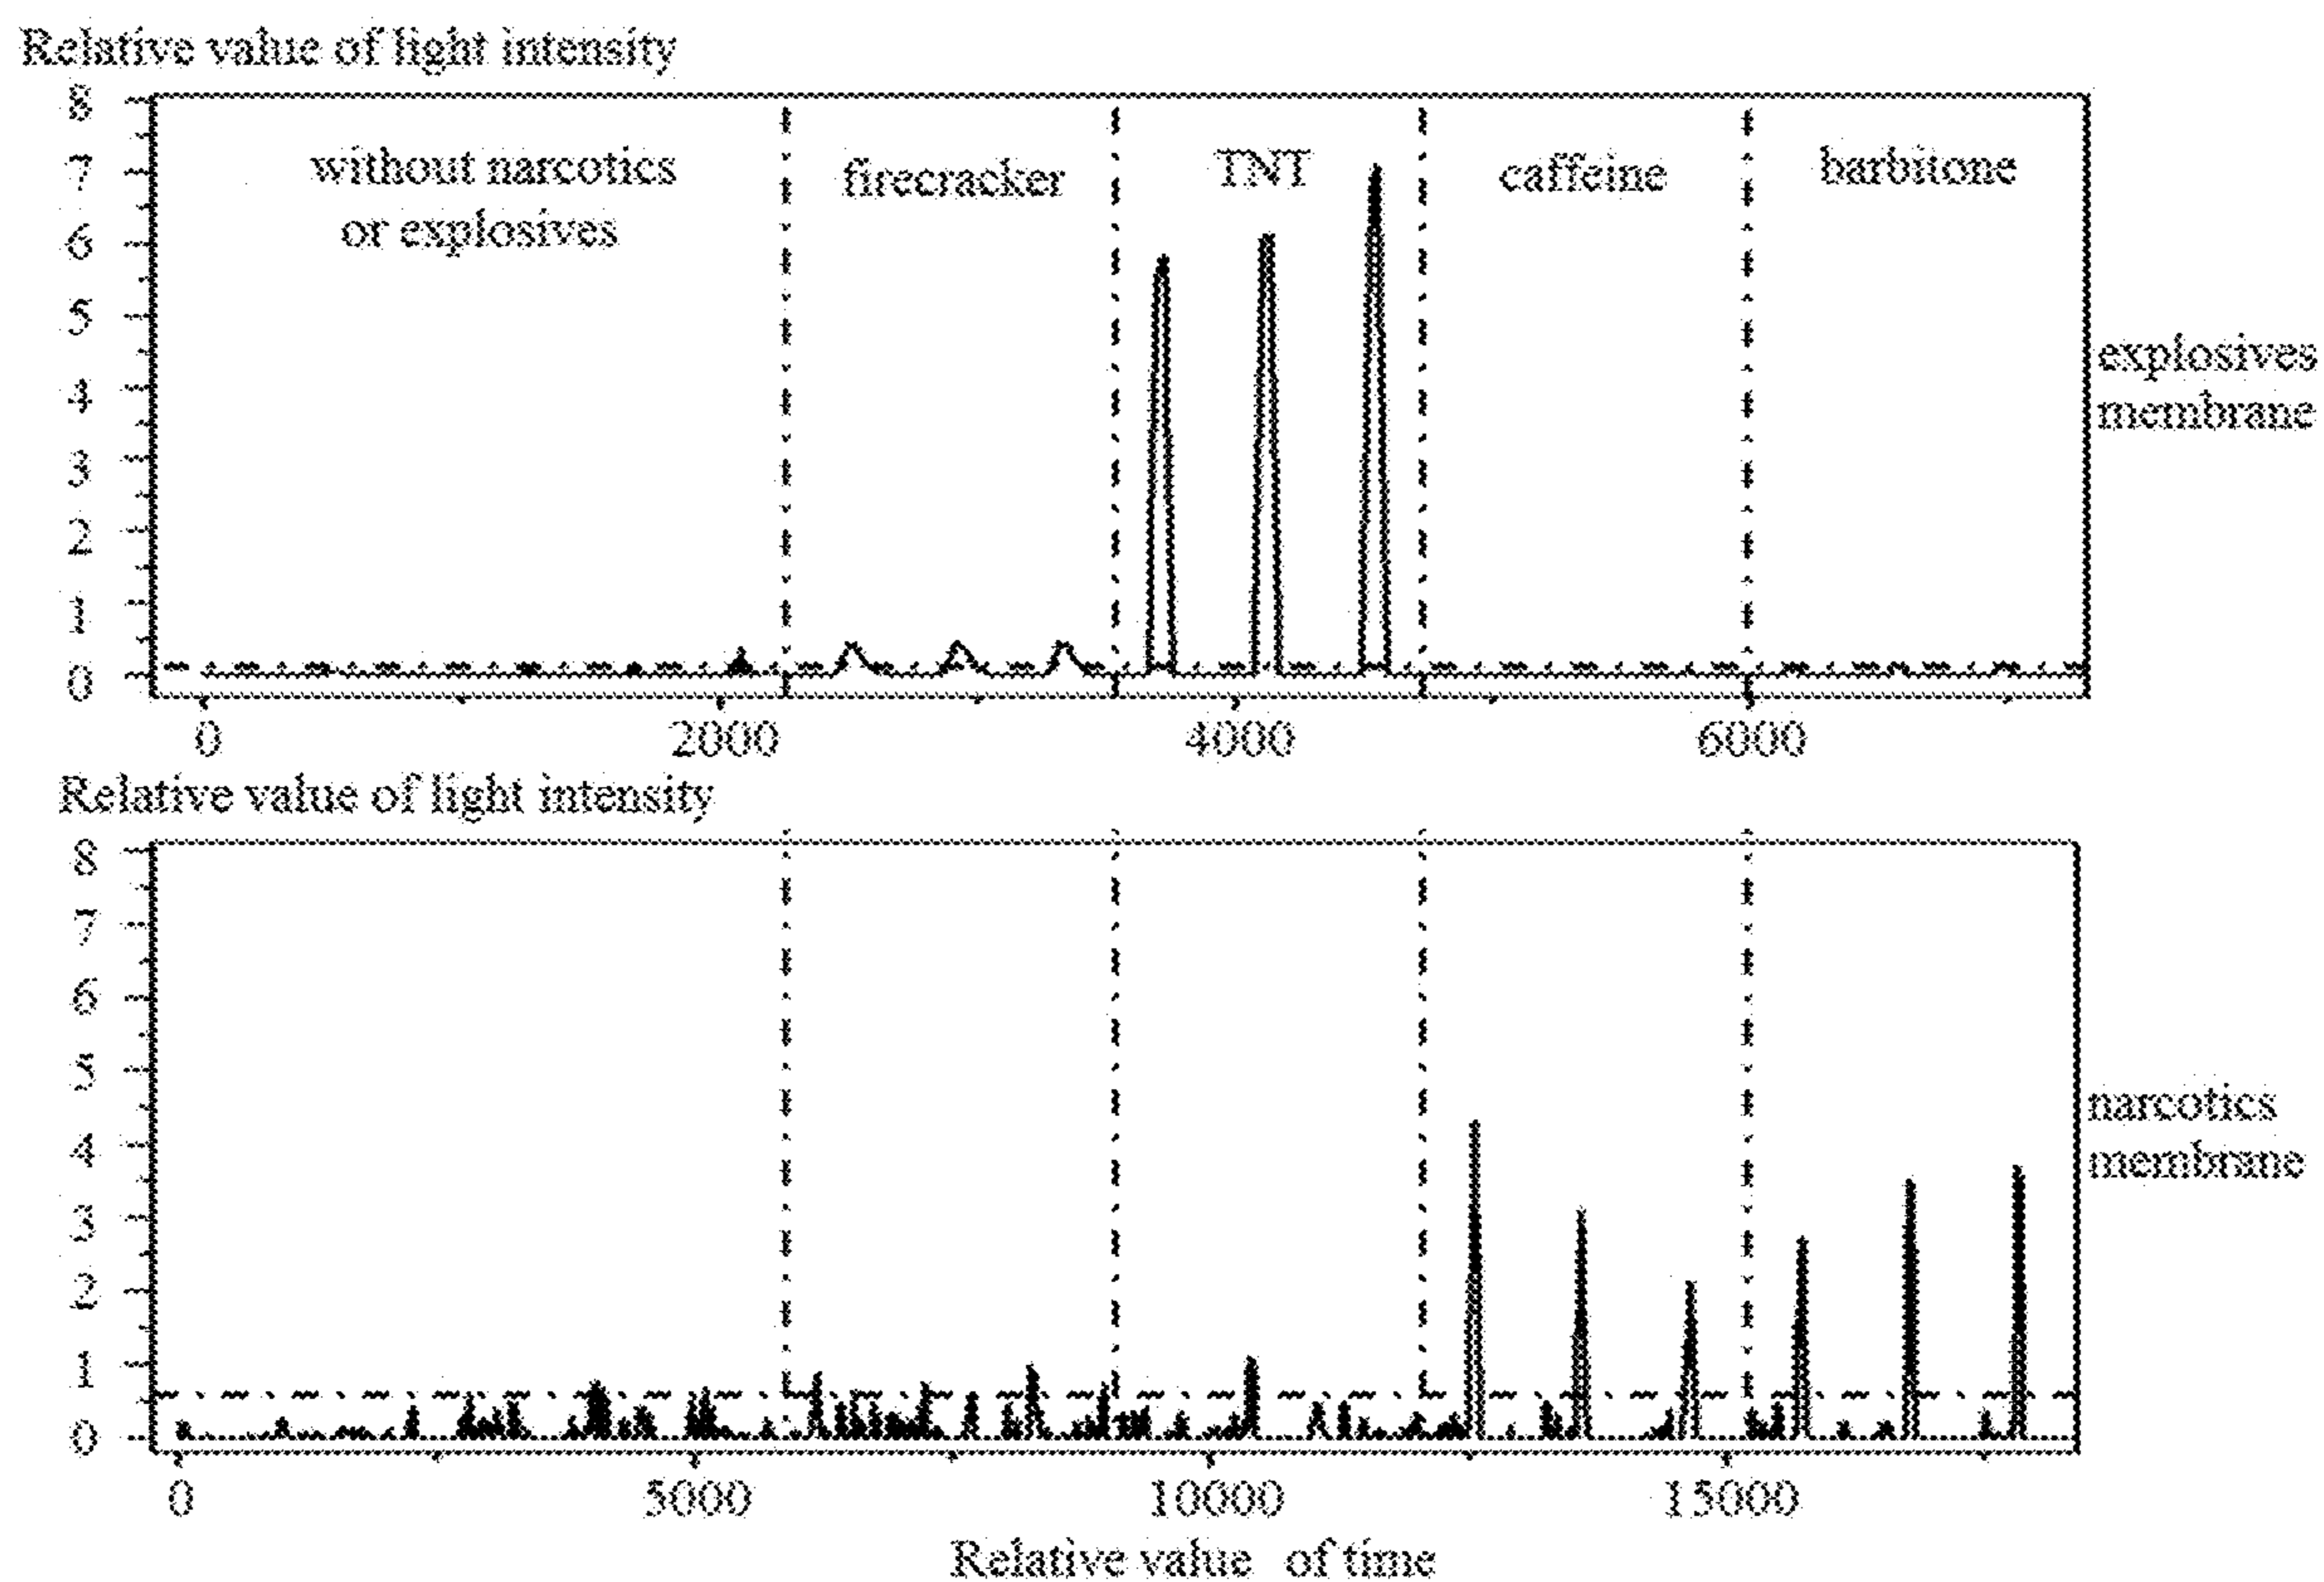 Relative value of light intensity
8
7
6
5
4
3
2
1
0
without narcotics
or explosives
firecracker
TNT
caffeine
barbitone
explosives
membrane
0 2000 4000 6000
Relative value of light intensity
8
7
6
5
4
3
2
1
0
narcotics
membrane
0 5000 10000 15000
Relative value of time